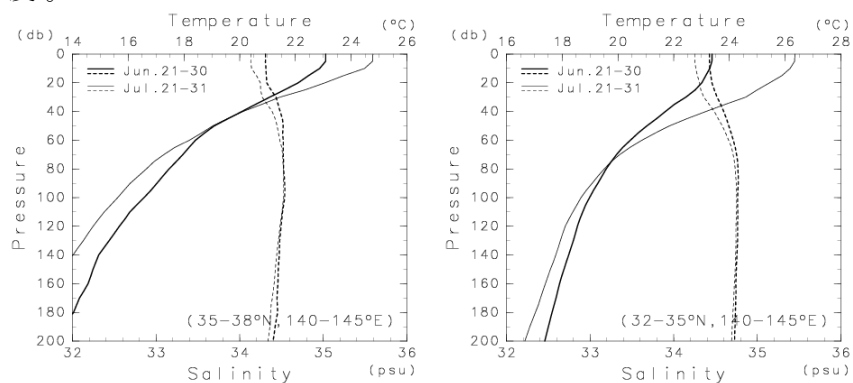 Temperature
(db) (°C)
14 16 18 20 22 24 26
0
20
40
60
80
100
120
140
160
180
200
Jun.21-30
Jul.21-31
Pressure
(35-38°N, 140-145°E)
32 33 34 35 36
Salinity (psu)
Temperature
(db) (°C)
16 18 20 22 24 26 28
0
20
40
60
80
100
120
140
160
180
200
Jun.21-30
Jul.21-31
Pressure
(32-35°N, 140-145°E)
32 33 34 35 36
Salinity (psu)